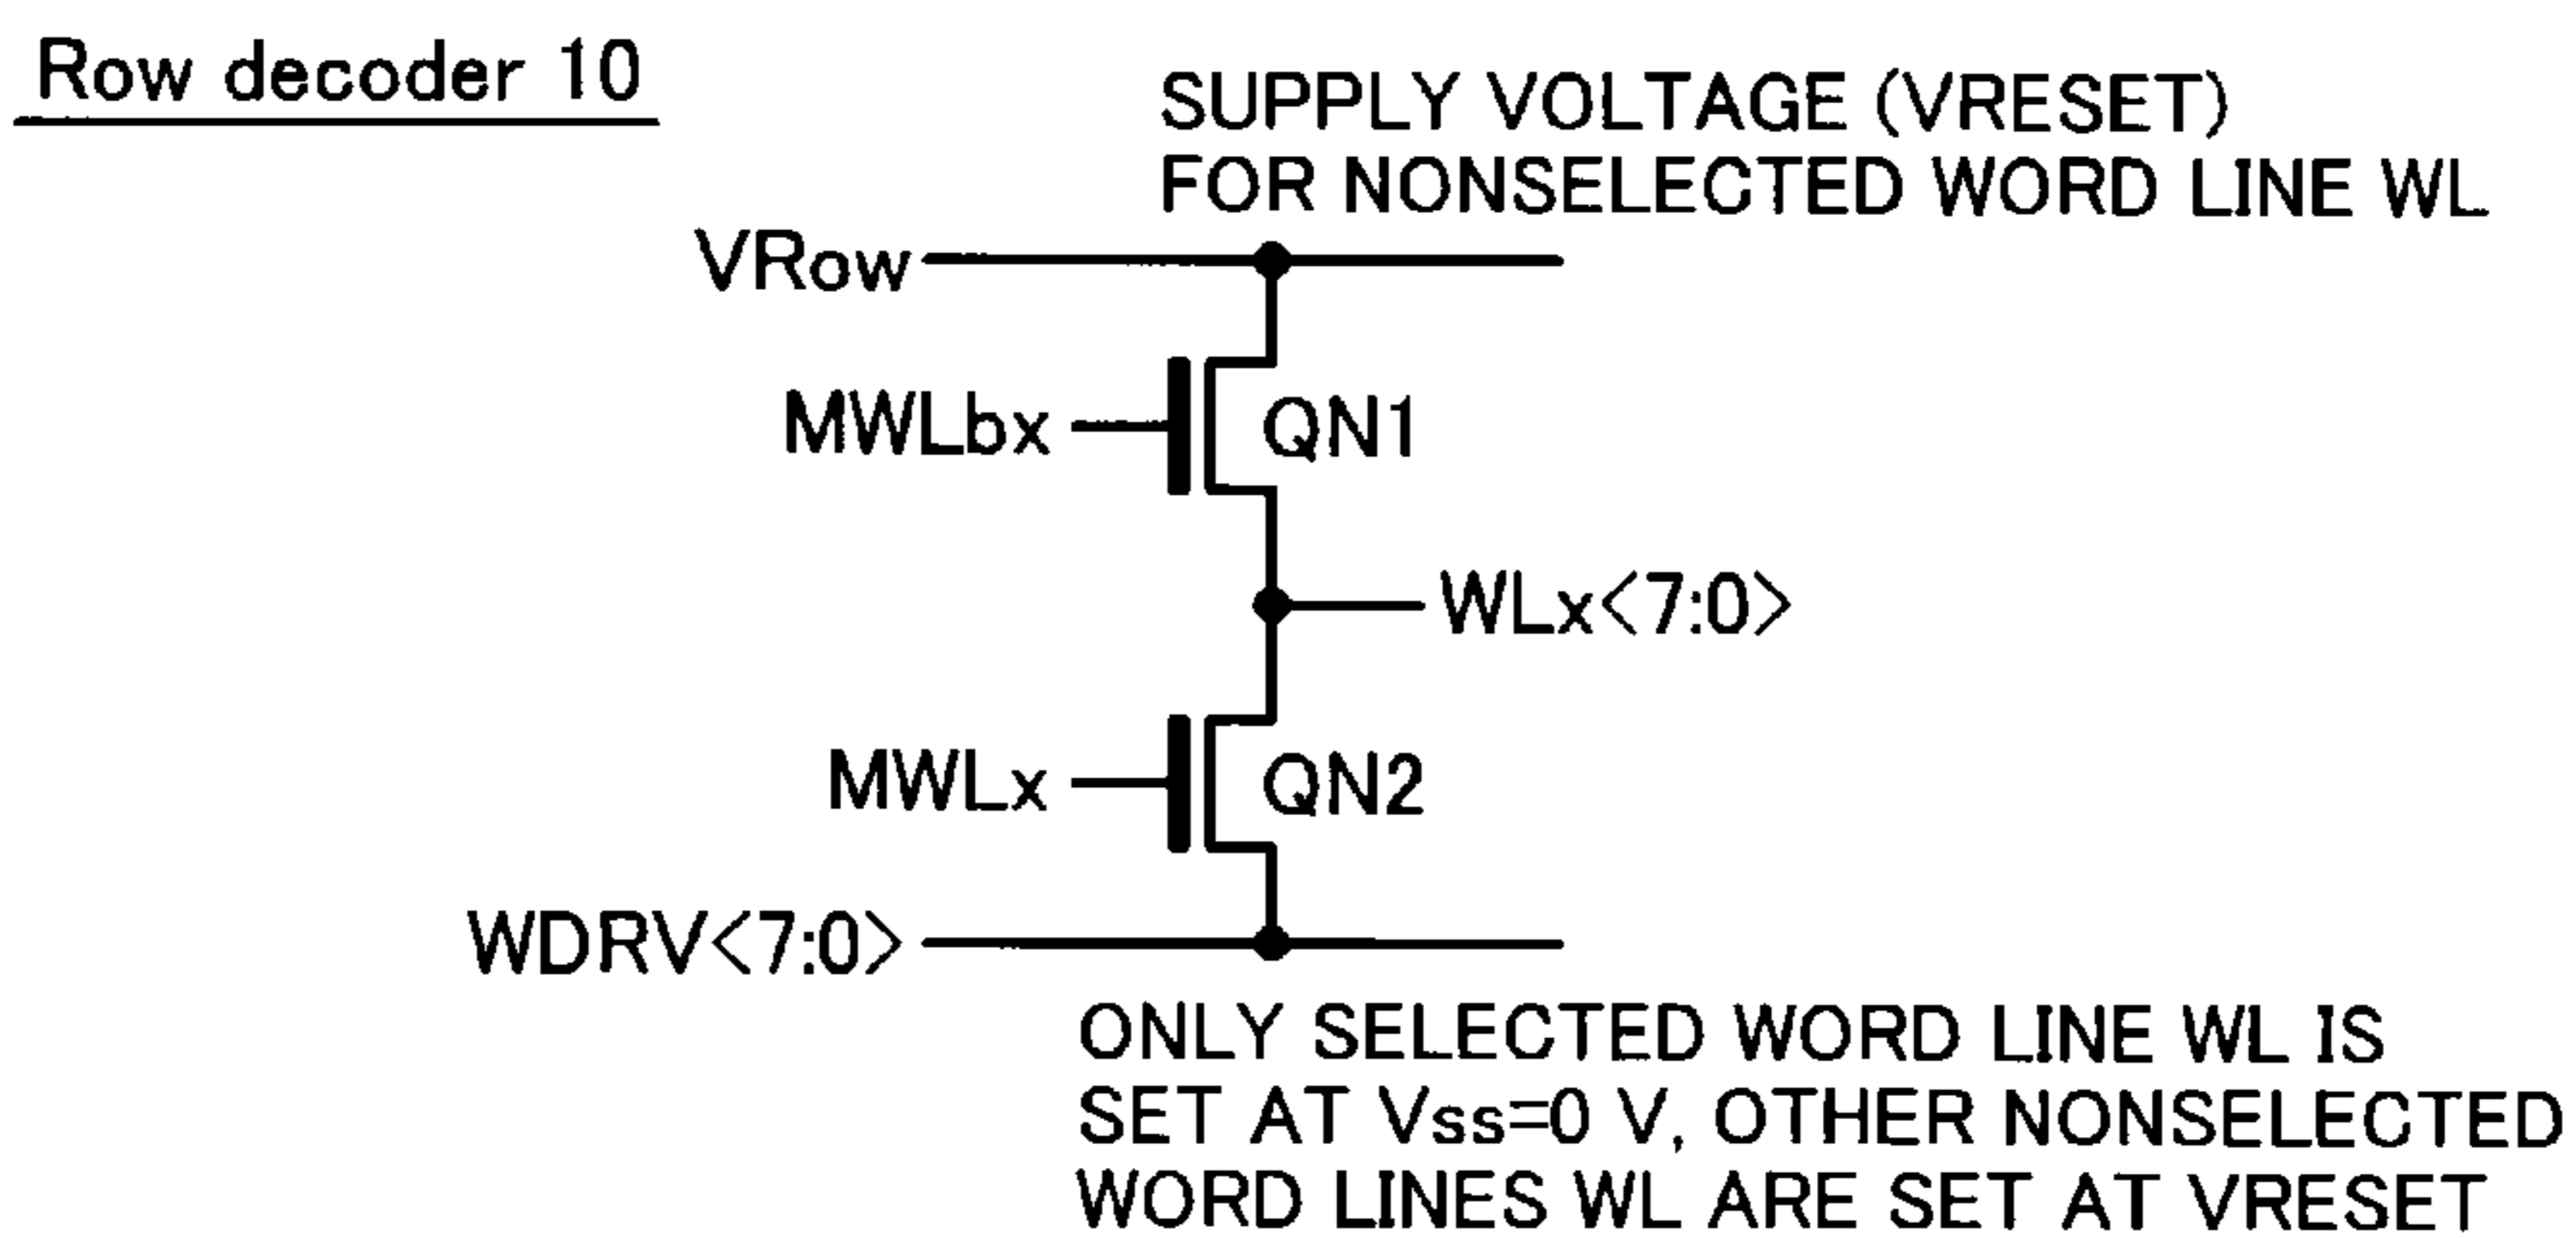 Row decoder 10
SUPPLY VOLTAGE (VRESET)
FOR NONSELECTED WORD LINE WL
VRow
MWLbx
QN1
WLx<7:0>
MWLx
QN2
WDRV<7:0>
ONLY SELECTED WORD LINE WL IS
SET AT Vss=0 V, OTHER NONSELECTED
WORD LINES WL ARE SET AT VRESET